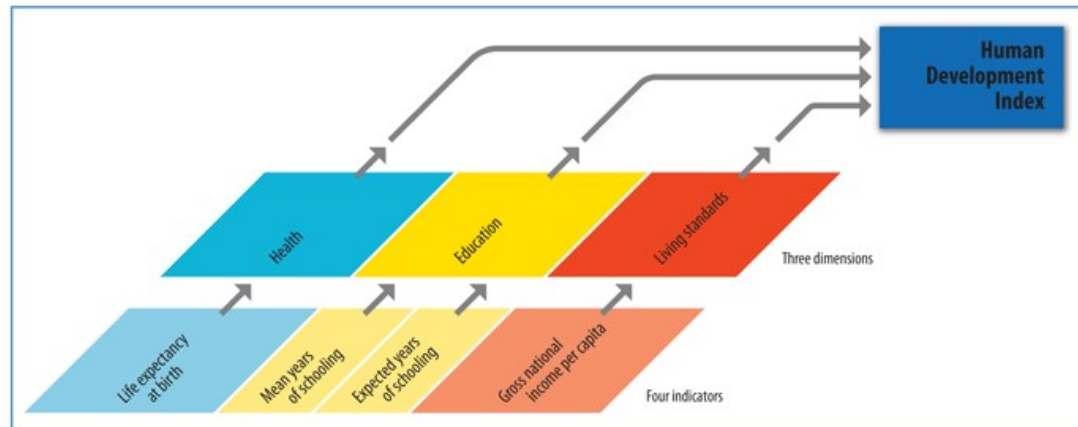 Human
Development
Index
Health
Education
Living standards
Three dimensions
Life expectancy
at birth
Mean years
of schooling
Expected years
of schooling
Gross national
income per capita
Four indicators